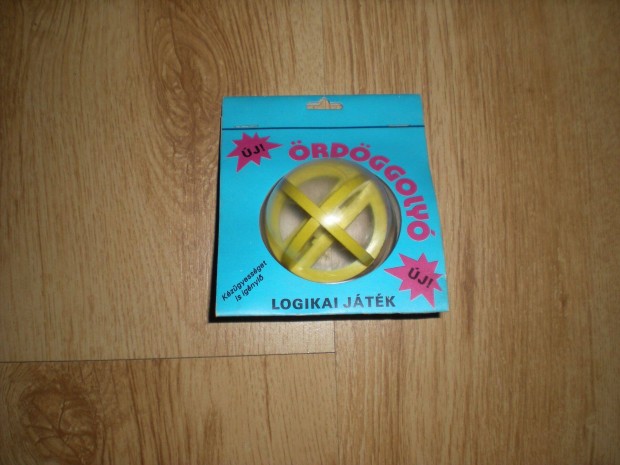 ÚJ!
ÖRDÖGGOLYÓ
Kézügyességet
is igénylő
ÚJ!
LOGIKAI JÁTÉK